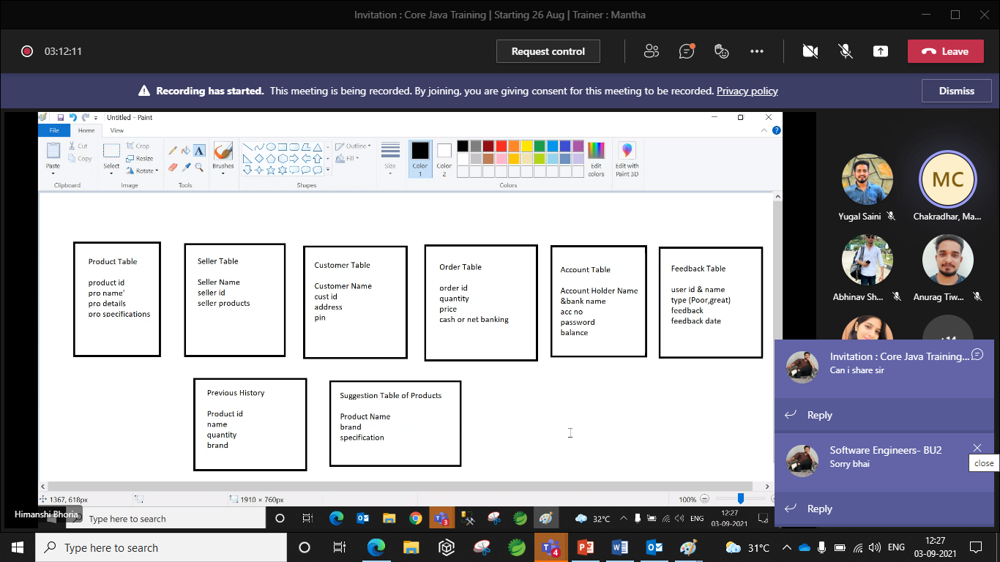 Invitation : Core Java Training | Starting 26 Aug | Trainer : Mantha
03:12:11
Request control
Leave
Recording has started. This meeting is being recorded. By joining, you are giving consent for this meeting to be recorded. Privacy policy
Dismiss
Untitled - Paint
File
Home
View
Paste
Cut
Copy
Clipboard
Select
Crop
Resize
Rotate
Image
A
Tools
Brushes
Outline
Fill
Shapes
Size
Color
1
Color
2
Edit
colors
Edit with
Paint 3D
Colors
Product Table
product id
pro name'
pro details
pro specifications
Seller Table
Seller Name
seller id
seller products
Customer Table
Customer Name
cust id
address
pin
Order Table
order id
quantity
price
cash or net banking
Account Table
Account Holder Name
&bank name
acc no
password
balance
Feedback Table
user id & name
type (Poor,great)
feedback
feedback date
Previous History
Product id
name
quantity
brand
Suggestion Table of Products
Product Name
brand
specification
1367, 618px
1910 × 760px
100%
Himanshi Bhoria
Type here to search
3
32°C
ENG
12:27
03-09-2021
Yugal Saini
MC
Chakradhar, Ma...
Abhinav Sh...
Anurag Tiw...
+14
Invitation : Core Java Training...
Can i share sir
Reply
Software Engineers- BU2
Sorry bhai
close
Reply
Type here to search
4
31°C
ENG
12:27
03-09-2021